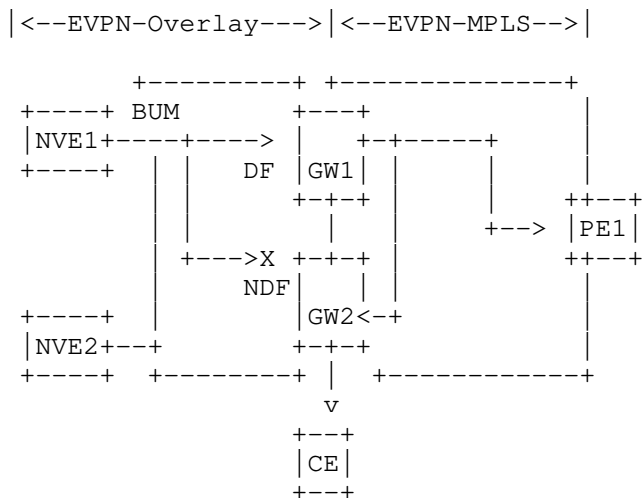 |<--EVPN-Overlay--->|<--EVPN-MPLS-->|
BUM
NVE1
DF GW1
PE1
X
NDF
GW2
NVE2
v
CE